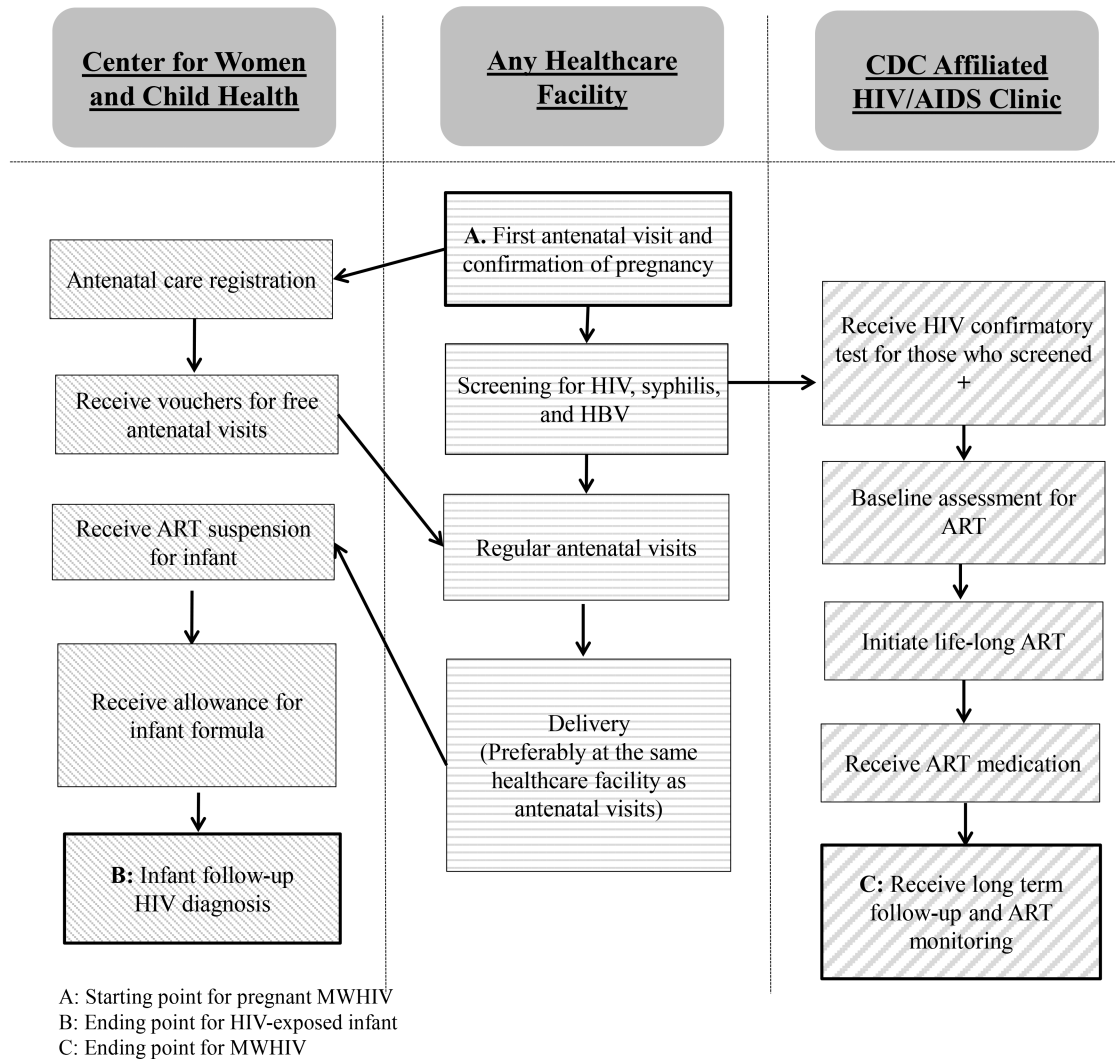 Center for Women
and Child Health
Any Healthcare
Facility
CDC Affiliated
HIV/AIDS Clinic
A. First antenatal visit and
confirmation of pregnancy
Antenatal care registration
Receive HIV confirmatory
test for those who screened
+
Screening for HIV, syphilis,
and HBV
Receive vouchers for free
antenatal visits
Baseline assessment for
ART
Receive ART suspension
for infant
Regular antenatal visits
Initiate life-long ART
Receive allowance for
infant formula
Delivery
(Preferably at the same
healthcare facility as
antenatal visits)
Receive ART medication
B: Infant follow-up
HIV diagnosis
C: Receive long term
follow-up and ART
monitoring
A: Starting point for pregnant MWHIV
B: Ending point for HIV-exposed infant
C: Ending point for MWHIV